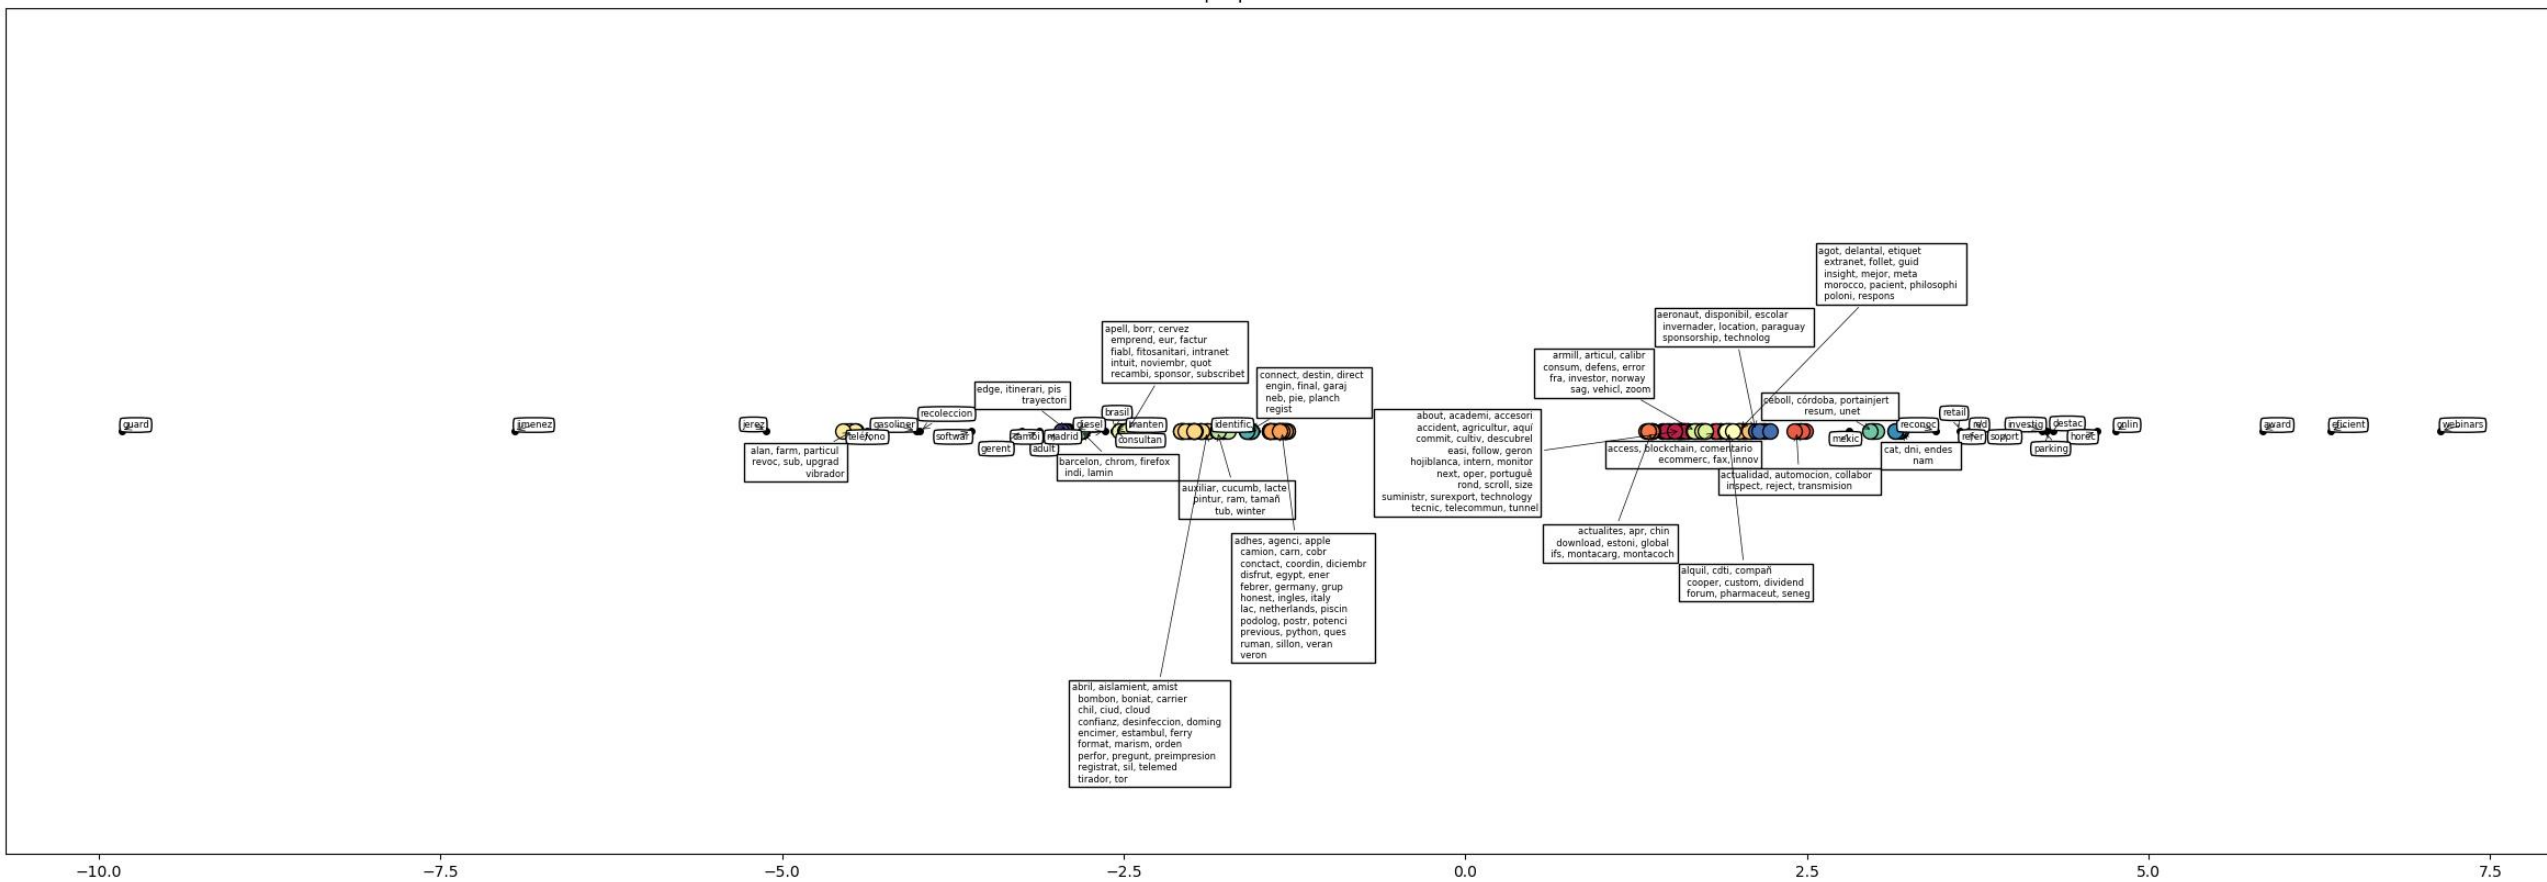 agot, delantal, etiquet
extranet, follet, guid
insight, mejor, meta
morocco, pacient, philosophi
poloni, respons
aeronaut, disponibil, escolar
invernader, location, paraguay
sponsorship, technolog
apell, borr, cervez
emprend, eur, factur
fiabl, fitosanitari, intranet
intuit, noviembr, quot
recambi, sponsor, subscribet
armill, articul, calibr
consum, defens, error
fra, investor, norway
sag, vehicl, zoom
connect, destin, direct
engin, final, garaj
neb, pie, planch
regist
edge, itinerari, pis
trayectori
ceboll, córdoba, portainjert
resum, unet
about, academi, accesori
accident, agricultur, aquí
commit, cultiv, descubrel
easi, follow, geron
hojiblanca, intern, monitor
next, oper, portuguê
rond, scroll, size
suministr, surexport, technology
tecnic, telecommun, tunnel
guard
jimenez
jerez
teléfono
gasoliner
recoleccion
softwar
gerent
adult
madrid
diesel
brasil
manten
consultan
identific
mexic
reconoc
retail
refer
soport
investig
destac
parking
horec
onlin
award
eficient
webinars
alan, farm, particul
revoc, sub, upgrad
vibrador
barcelon, chrom, firefox
indi, lamin
access, blockchain, comentario
ecommerc, fax, innov
cat, dni, endes
nam
actualidad, automocion, collabor
inspect, reject, transmision
auxiliar, cucumb, lacte
pintur, ram, tamañ
tub, winter
actualites, apr, chin
download, estoni, global
ifs, montacarg, montacoch
adhes, agenci, apple
camion, carn, cobr
conctact, coordin, diciembr
disfrut, egypt, ener
febrer, germany, grup
honest, ingles, italy
lac, netherlands, piscin
podolog, postr, potenci
previous, python, ques
ruman, sillon, veran
veron
alquil, cdti, compañ
cooper, custom, dividend
forum, pharmaceut, seneg
abril, aislamient, amist
bombon, boniat, carrier
chil, ciud, cloud
confianz, desinfeccion, doming
encimer, estambul, ferry
format, marism, orden
perfor, pregunt, preimpresion
registrat, sil, telemed
tirador, tor
−10.0
−7.5
−5.0
−2.5
0.0
2.5
5.0
7.5